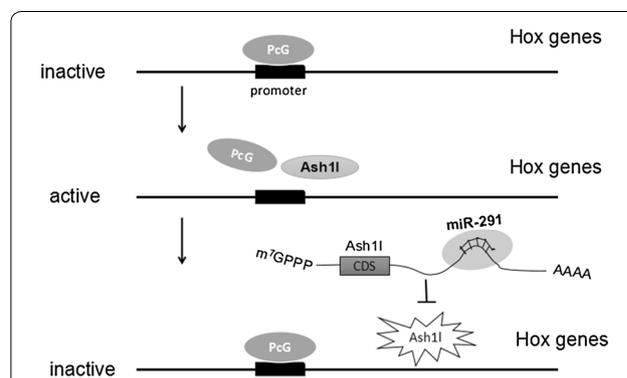 Hox genes
PcG
inactive
promoter
PcG
Ash1l
Hox genes
active
miR-291
Ash1l
m7GPPP
CDS
AAAA
Ash1l
Hox genes
PcG
inactive